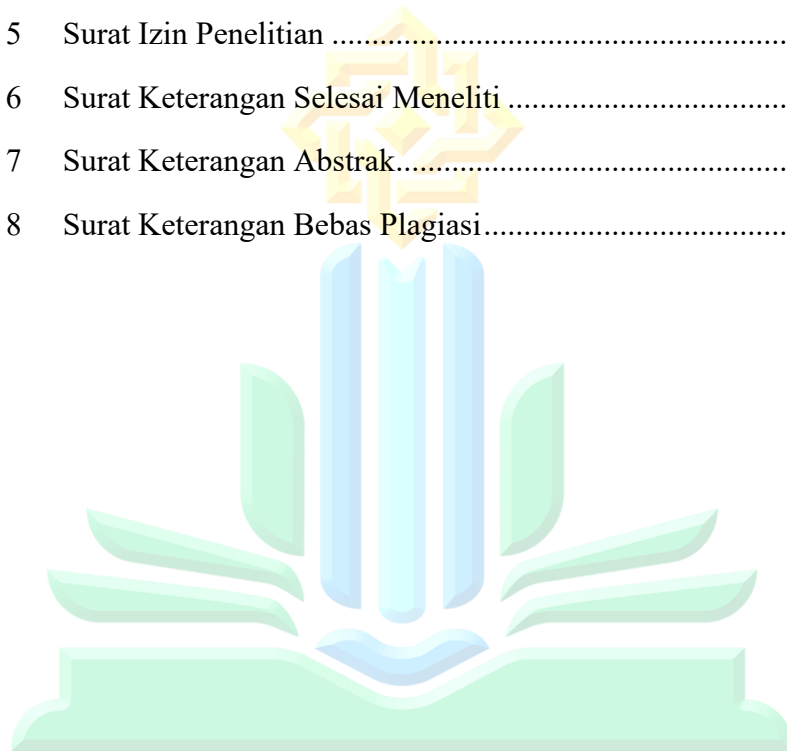 5 Surat Izin Penelitian ........................................................
6 Surat Keterangan Selesai Meneliti ..................................
7 Surat Keterangan Abstrak................................................
8 Surat Keterangan Bebas Plagiasi.....................................